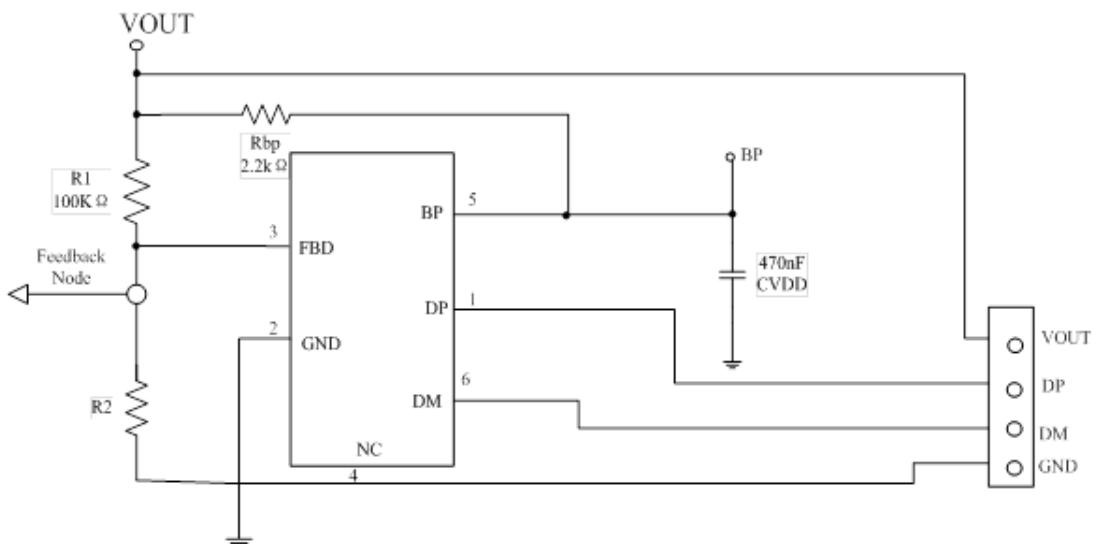 VOUT
Rbp
2.2k Ω
R1
100K Ω
BP
5
BP
3
FBD
Feedback
Node
470nF
CVDD
DP
1
2
GND
VOUT
DP
6
DM
R2
DM
NC
GND
4